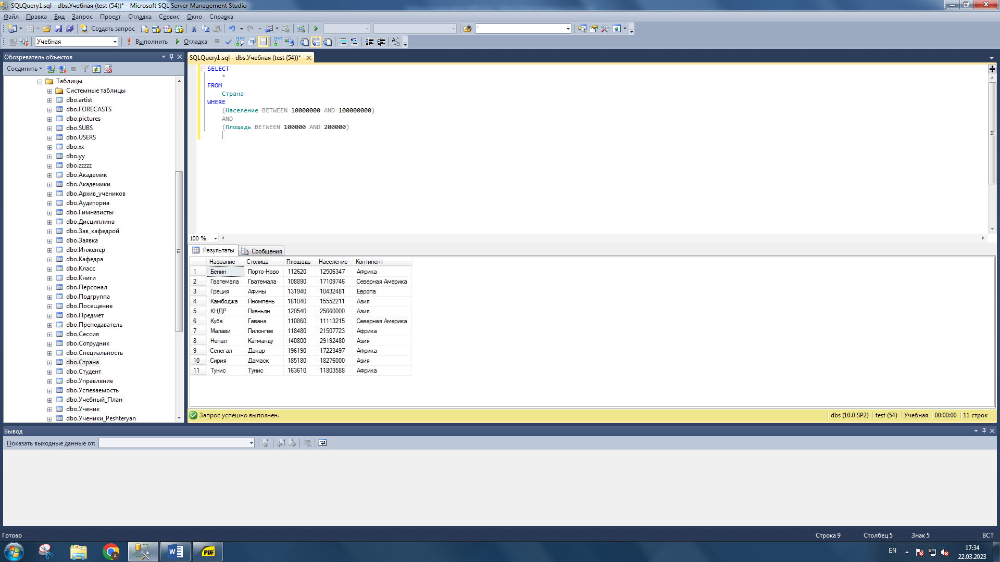 SQLQuery1.sql - dbs.Учебная (test (54))* - Microsoft SQL Server Management Studio
Файл Правка Вид Запрос Проект Отладка Сервис Окно Справка
Создать запрос
Учебная Выполнить Отладка
Обозреватель объектов
Соединить
Таблицы
Системные таблицы
dbo.artist
dbo.FORECASTS
dbo.pictures
dbo.SUBS
dbo.USERS
dbo.xx
dbo.yy
dbo.zzzzz
dbo.Академик
dbo.Академики
dbo.Архив_учеников
dbo.Аудитория
dbo.Гимназисты
dbo.Дисциплина
dbo.Зав_кафедрой
dbo.Заявка
dbo.Инженер
dbo.Кафедра
dbo.Класс
dbo.Книги
dbo.Персонал
dbo.Подгруппа
dbo.Посещение
dbo.Предмет
dbo.Преподаватель
dbo.Сессия
dbo.Сотрудник
dbo.Специальность
dbo.Страна
dbo.Студент
dbo.Управление
dbo.Успеваемость
dbo.Учебный_План
dbo.Ученик
dbo.Ученики_Peshteryan
SQLQuery1.sql - dbs.Учебная (test (54))*
SELECT
*
FROM
Страна
WHERE
(Население BETWEEN 10000000 AND 100000000)
AND
(Площадь BETWEEN 100000 AND 200000)
100 %
Результаты Сообщения
Название Столица Площадь Население Континент
1 Бенин Порто-Ново 112620 12506347 Африка
2 Гватемала Гватемала 108890 17109746 Северная Америка
3 Греция Афины 131940 10432481 Европа
4 Камбоджа Пномпень 181040 15552211 Азия
5 КНДР Пхеньян 120540 25660000 Азия
6 Куба Гавана 110860 11113215 Северная Америка
7 Малави Лилонгве 118480 21507723 Африка
8 Непал Катманду 140800 29192480 Азия
9 Сенегал Дакар 196190 17223497 Африка
10 Сирия Дамаск 185180 18276000 Азия
11 Тунис Тунис 163610 11803588 Африка
Запрос успешно выполнен. dbs (10.0 SP2) test (54) Учебная 00:00:00 11 строк
Вывод
Показать выходные данные от:
Готово Строка 9 Столбец 5 Знак 5 ВСТ
A W PDF EN 17:34
22.03.2023